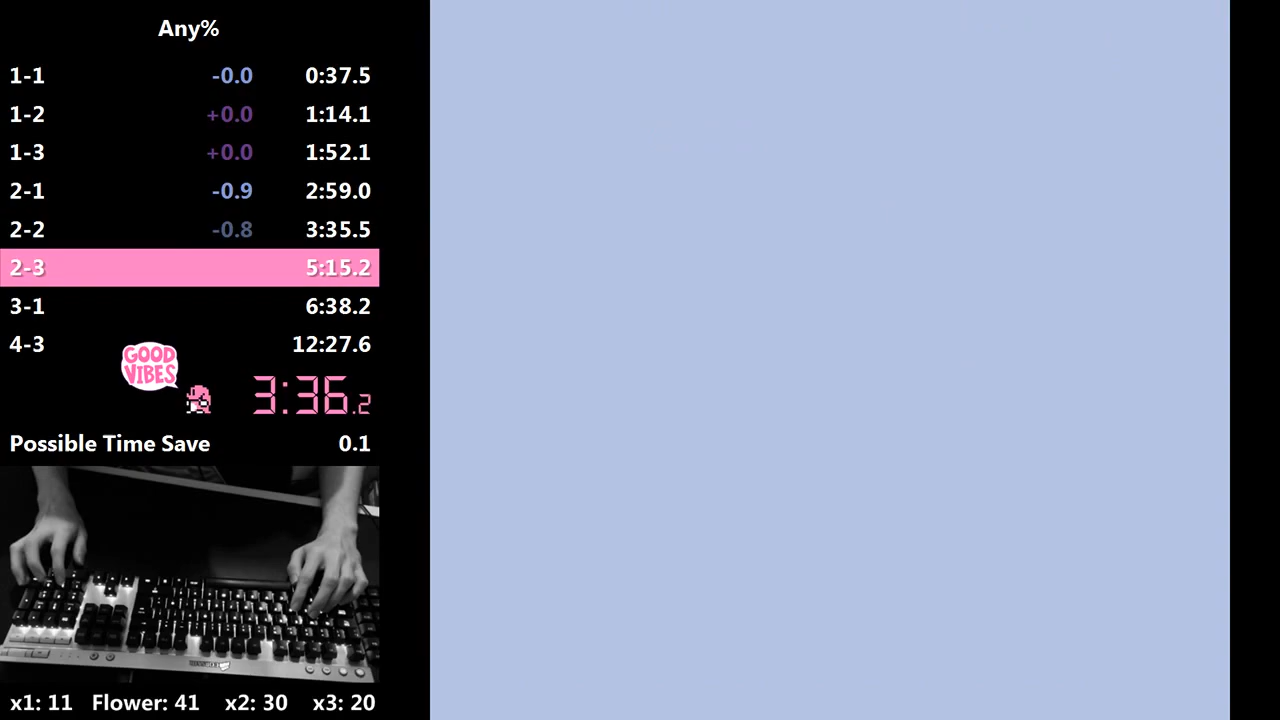 Any%
1-1 -0.0 0:37.5
1-2 +0.0 1:14.1
1-3 +0.0 1:52.1
2-1 -0.9 2:59.0
2-2 -0.8 3:35.5
2-3 5:15.2
3-1 6:38.2
4-3 12:27.6
GOOD
VIBES
3:36.2
Possible Time Save 0.1
x1: 11 Flower: 41 x2: 30 x3: 20